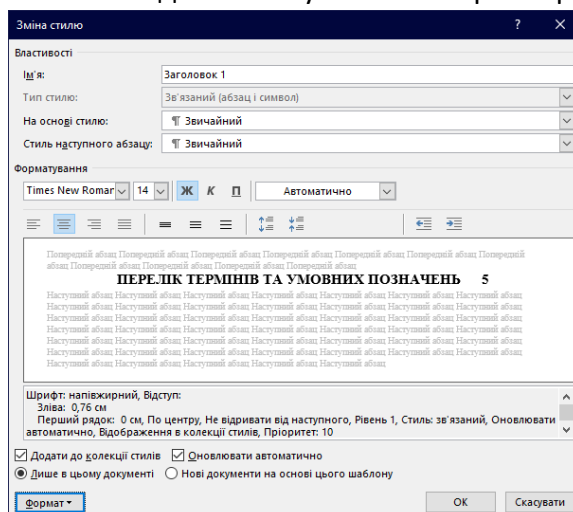 Зміна стилю ? ×
Властивості
Ім'я: Заголовок 1
Тип стилю: Зв'язаний (абзац і символ)
На основі стилю: ¶ Звичайний
Стиль наступного абзацу: ¶ Звичайний
Форматування
Times New Romar 14 Ж К П Автоматично
Попередній абзац Попередній абзац Попередній абзац Попередній абзац Попередній абзац Попередній
абзац Попередній абзац Попередній абзац Попередній абзац Попередній абзац
ПЕРЕЛІК ТЕРМІНІВ ТА УМОВНИХ ПОЗНАЧЕНЬ 5
Наступний абзац Наступний абзац Наступний абзац Наступний абзац Наступний абзац Наступний абзац
Наступний абзац Наступний абзац Наступний абзац Наступний абзац Наступний абзац Наступний абзац
Наступний абзац Наступний абзац Наступний абзац Наступний абзац Наступний абзац Наступний абзац
Наступний абзац Наступний абзац Наступний абзац Наступний абзац Наступний абзац Наступний абзац
Наступний абзац Наступний абзац Наступний абзац Наступний абзац Наступний абзац Наступний абзац
Наступний абзац Наступний абзац Наступний абзац Наступний абзац Наступний абзац Наступний абзац
Наступний абзац Наступний абзац Наступний абзац Наступний абзац
Шрифт: напівжирний, Відступ:
Зліва: 0,76 см
Перший рядок: 0 см, По центру, Не відривати від наступного, Рівень 1, Стиль: зв'язаний, Оновлювати
автоматично, Відображення в колекції стилів, Пріоритет: 10
Додати до колекції стилів Оновлювати автоматично
Лише в цьому документі Нові документи на основі цього шаблону
Формат OK Скасувати